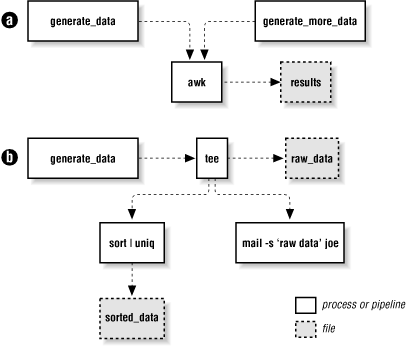 a
generate_data
generate_more_data
awk
results
b
generate_data
tee
raw_data
sort | uniq
mail -s ‘raw data’ joe
sorted_data
process or pipeline
file